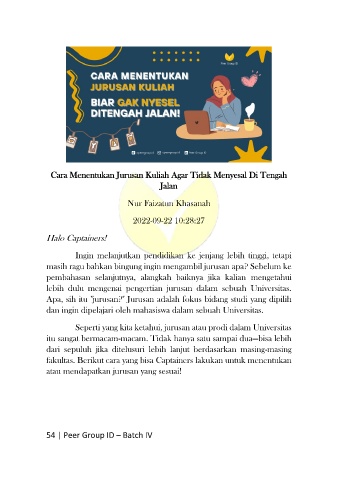 Peer Group ID
CARA MENENTUKAN
JURUSAN KULIAH
BIAR GAK NYESEL
DITENGAH JALAN!
Cara Menentukan Jurusan Kuliah Agar Tidak Menyesal Di Tengah
Jalan
Nur Faizatun Khasanah
2022-09-22 10:28:27
Halo Captainers!
Ingin melanjutkan pendidikan ke jenjang lebih tinggi, tetapi
masih ragu bahkan bingung ingin mengambil jurusan apa? Sebelum ke
pembahasan selanjutnya, alangkah baiknya jika kalian mengetahui
lebih dulu mengenai pengertian jurusan dalam sebuah Universitas.
Apa, sih itu "jurusan?" Jurusan adalah fokus bidang studi yang dipilih
dan ingin dipelajari oleh mahasiswa dalam sebuah Universitas.
Seperti yang kita ketahui, jurusan atau prodi dalam Universitas
itu sangat bermacam-macam. Tidak hanya satu sampai dua—bisa lebih
dari sepuluh jika ditelusuri lebih lanjut berdasarkan masing-masing
fakultas. Berikut cara yang bisa Captainers lakukan untuk menentukan
atau mendapatkan jurusan yang sesuai!
54 | Peer Group ID – Batch IV